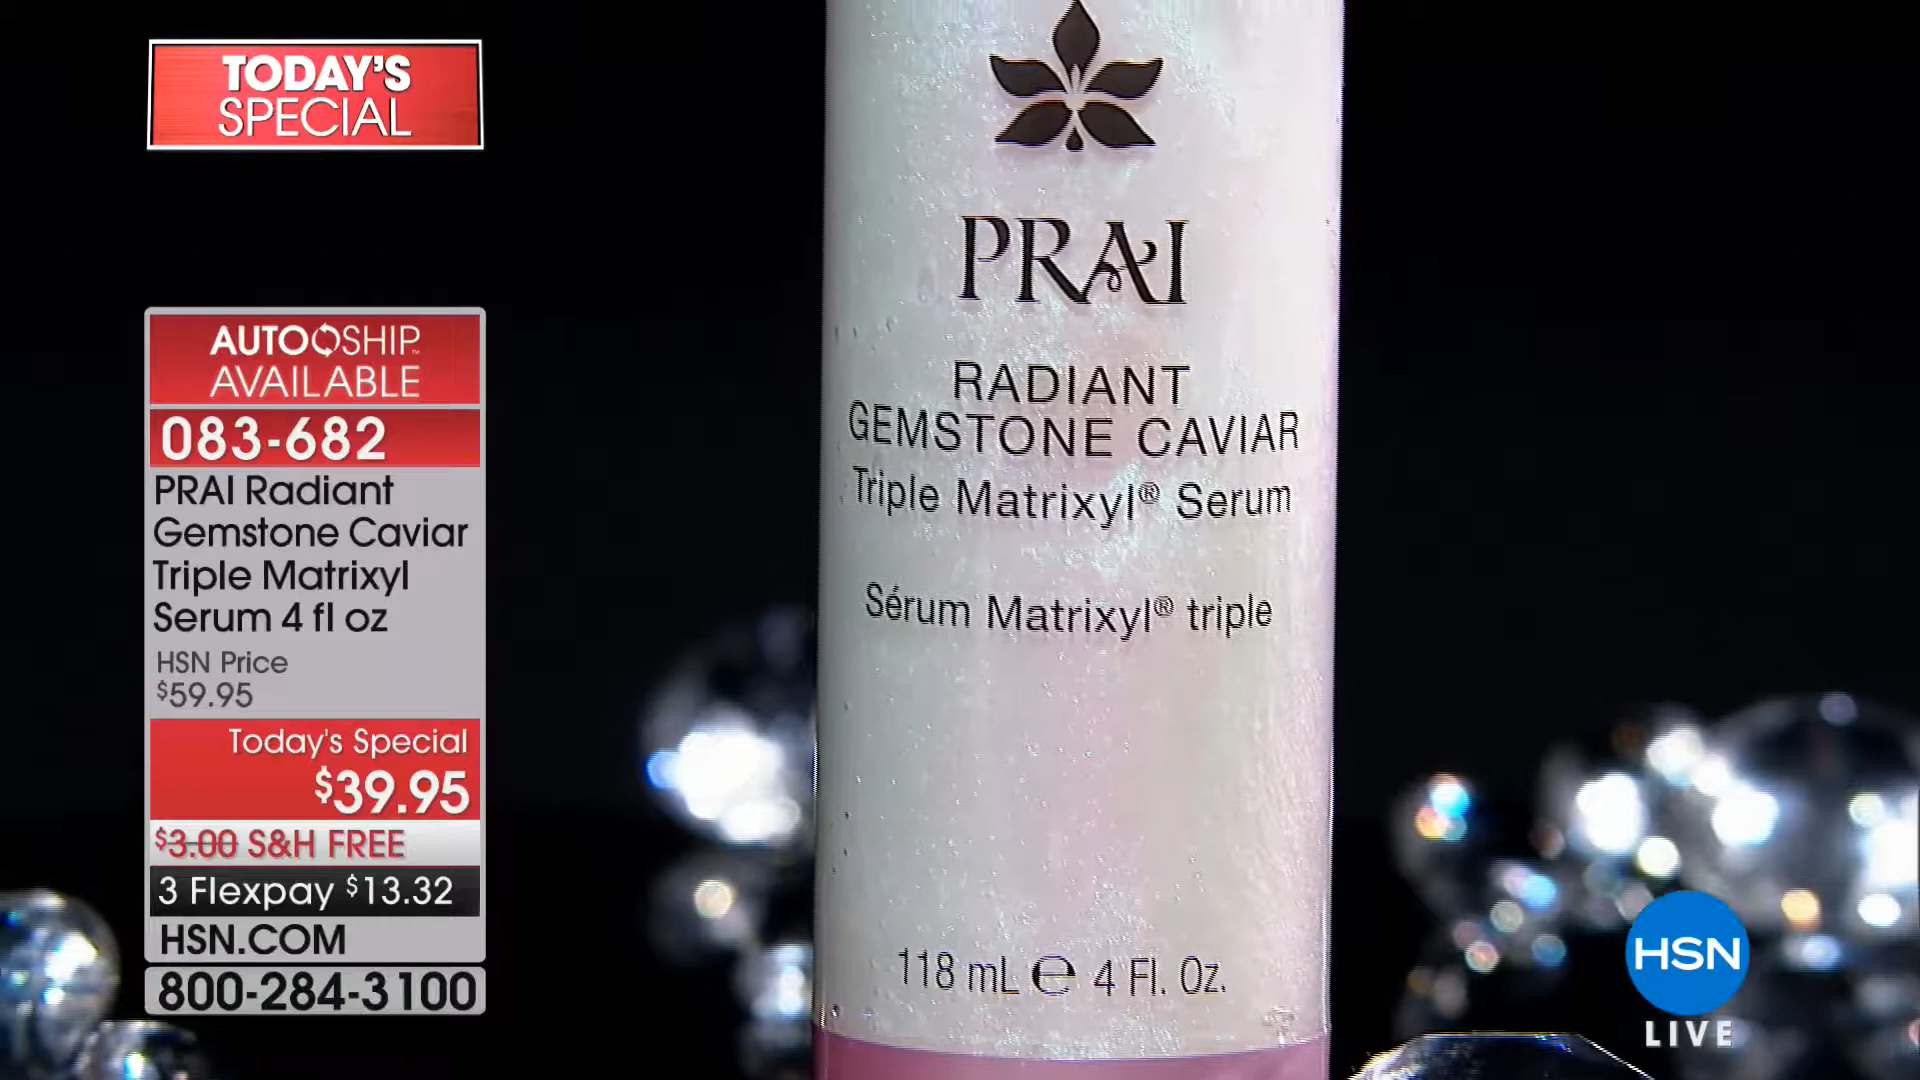 TODAY'S
SPECIAL
AUTOSHIP™
AVAILABLE
083-682
PRAI Radiant
Gemstone Caviar
Triple Matrixyl
Serum 4 fl oz
HSN Price
$59.95
Today's Special
$39.95
$3.00 S&H FREE
3 Flexpay $13.32
HSN.COM
800-284-3100
PRAI
RADIANT
GEMSTONE CAVIAR
Triple Matrixyl® Serum
Sérum Matrixyl® triple
118 mL ℮ 4 Fl. Oz.
HSN
LIVE